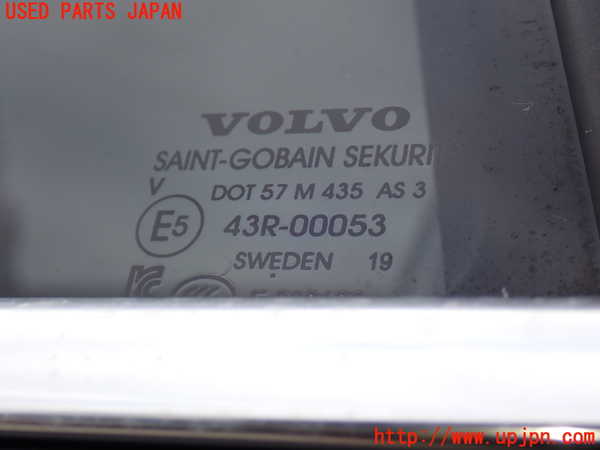 USED PARTS JAPAN
VOLVO
SAINT-GOBAIN SEKURI
V
DOT 57 M 435 AS 3
E5 43R-00053
SWEDEN 19
http://www.upjpn.com/